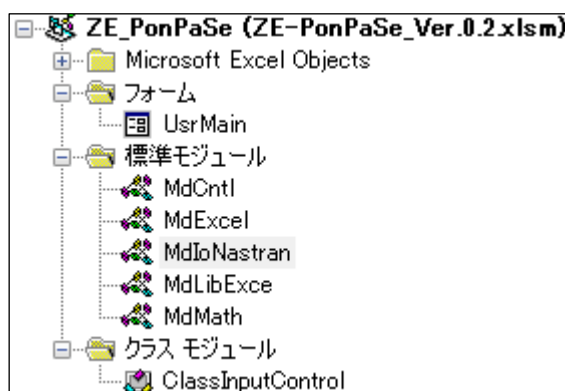 ZE_PonPaSe (ZE-PonPaSe_Ver.0.2.xlsm)
Microsoft Excel Objects
フォーム
UsrMain
標準モジュール
MdCntl
MdExcel
MdIoNastran
MdLibExce
MdMath
クラス モジュール
ClassInputControl